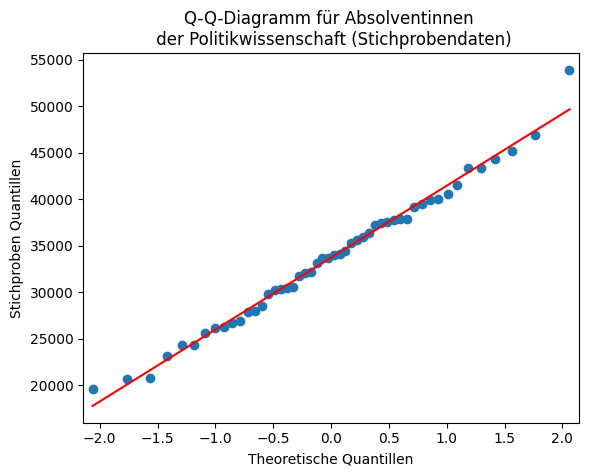 Q-Q-Diagramm für Absolventinnen
der Politikwissenschaft (Stichprobendaten)
55000
50000
45000
40000
35000
30000
25000
20000
Stichproben Quantillen
−2.0 −1.5 −1.0 −0.5 0.0 0.5 1.0 1.5 2.0
Theoretische Quantillen